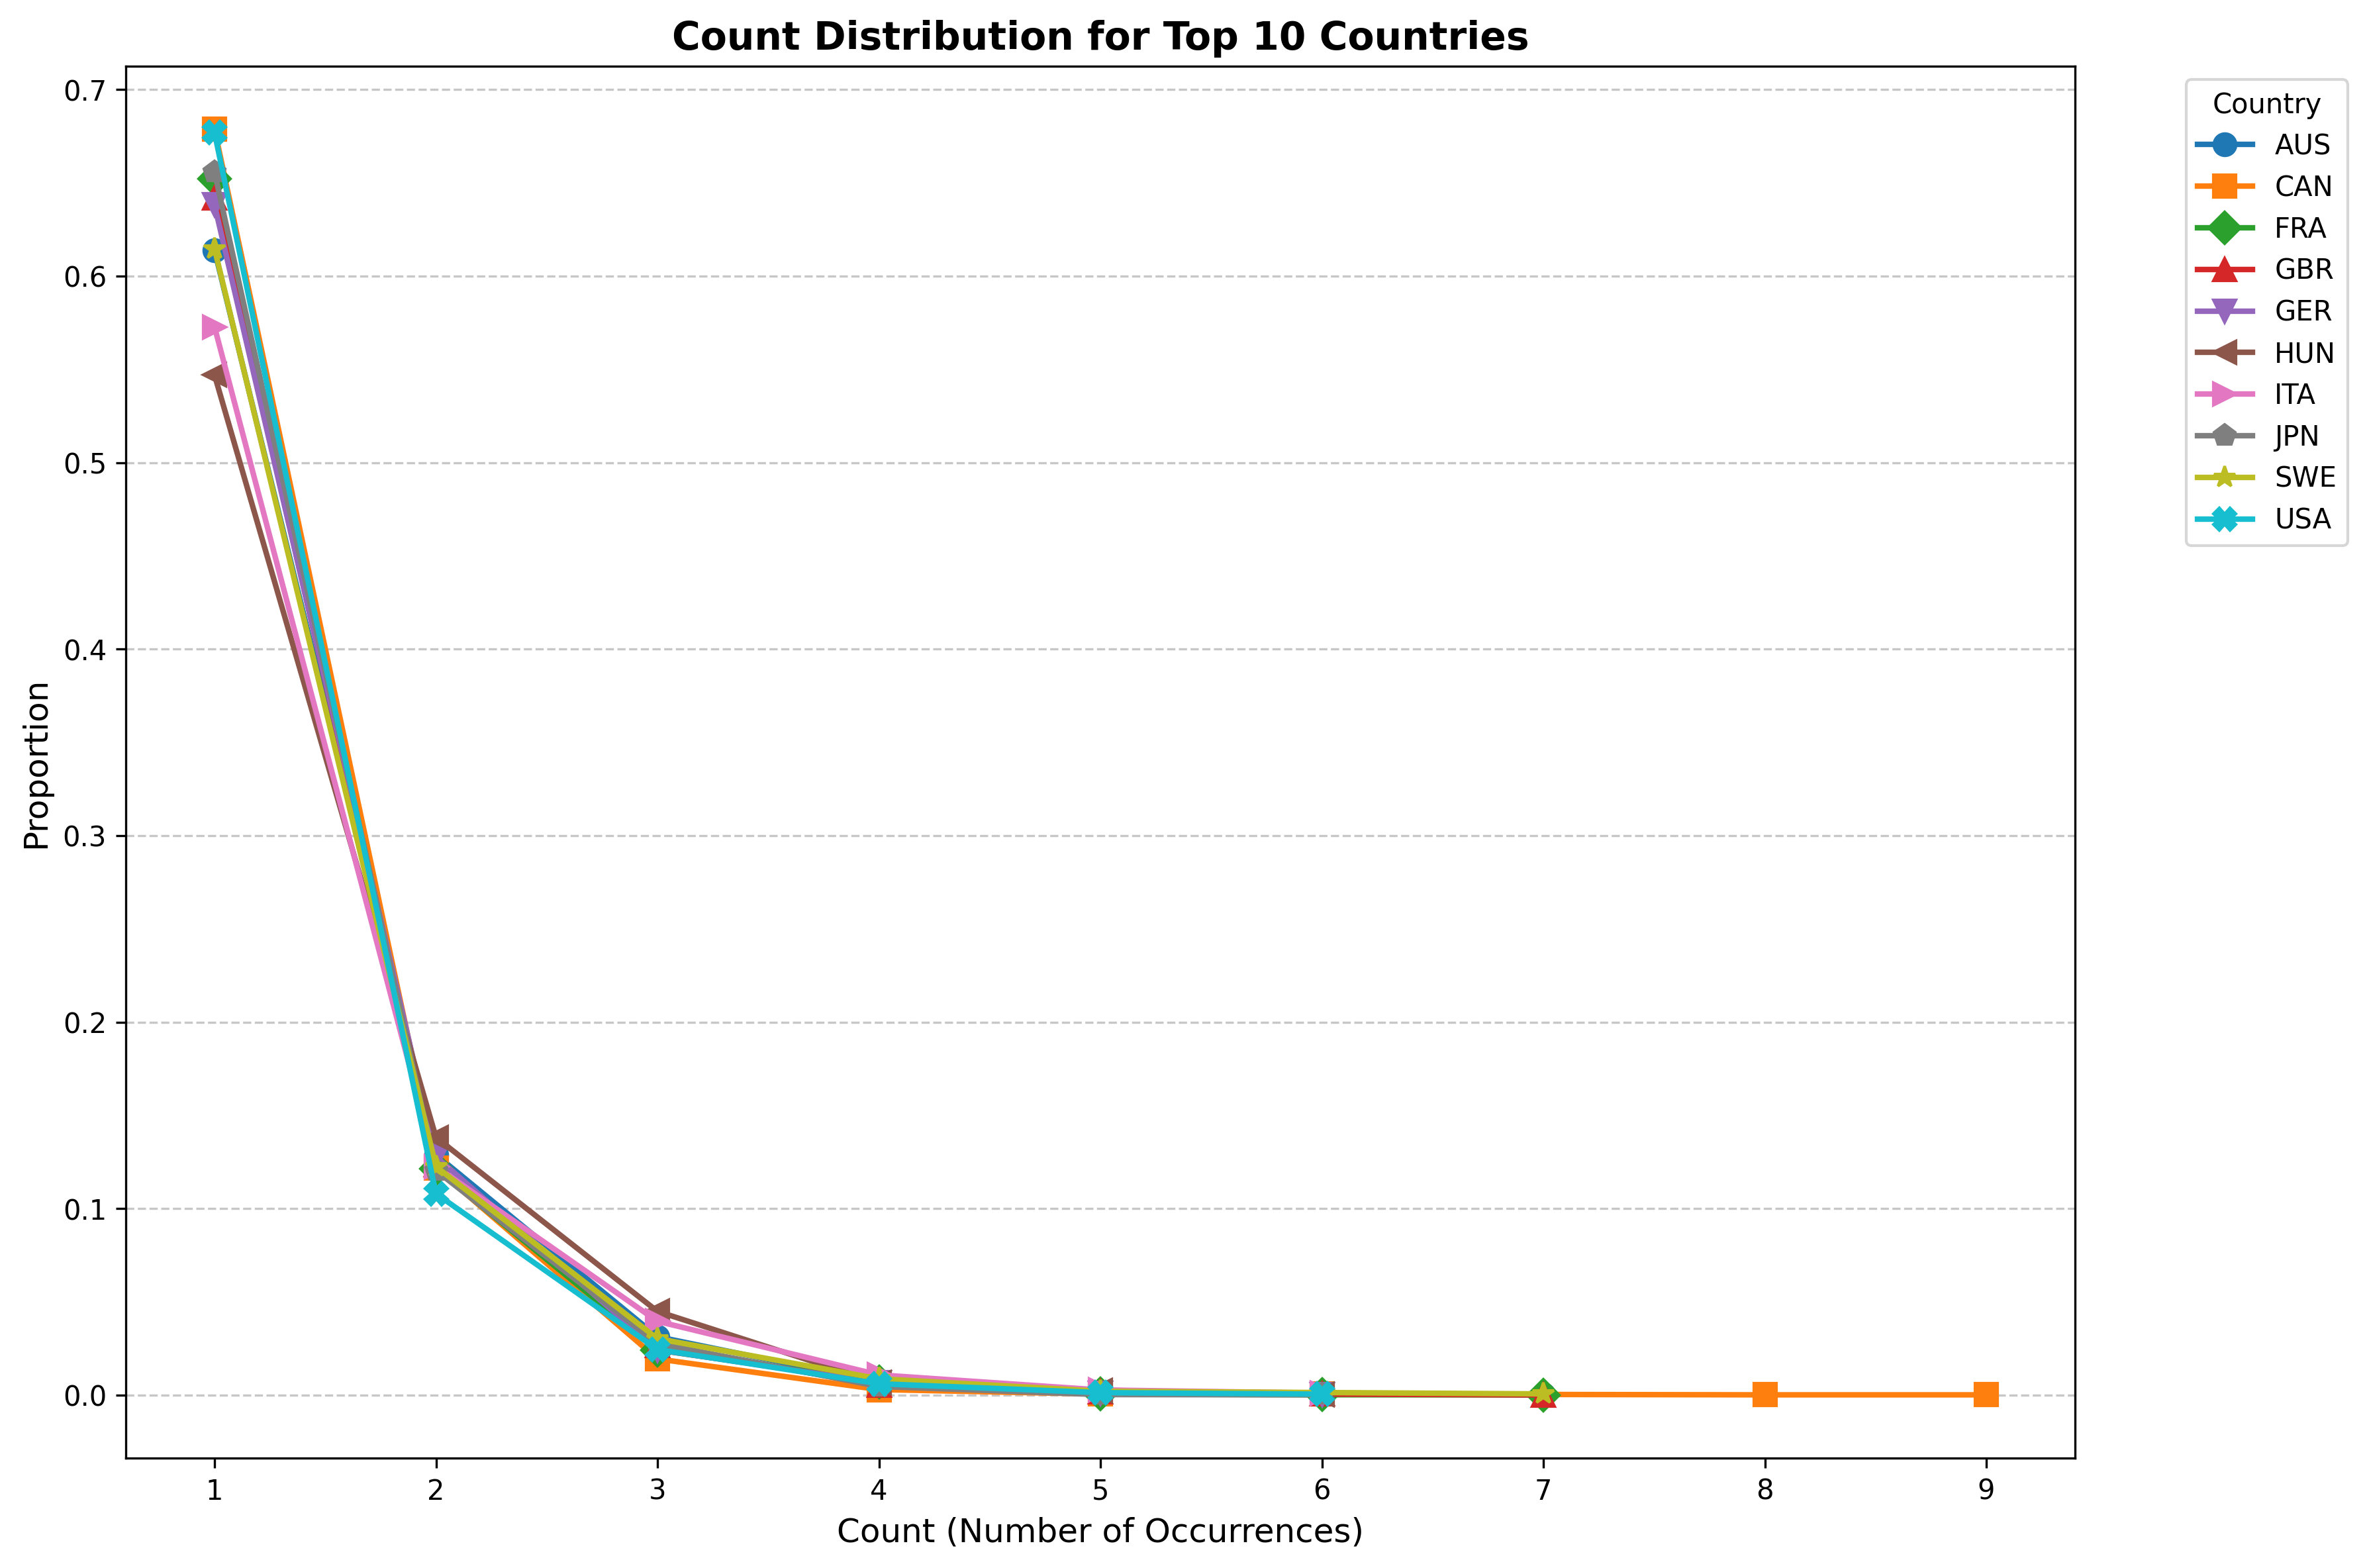 Count Distribution for Top 10 Countries
Proportion
0.7
0.6
0.5
0.4
0.3
0.2
0.1
0.0
1 2 3 4 5 6 7 8 9
Count (Number of Occurrences)
Country
AUS
CAN
FRA
GBR
GER
HUN
ITA
JPN
SWE
USA